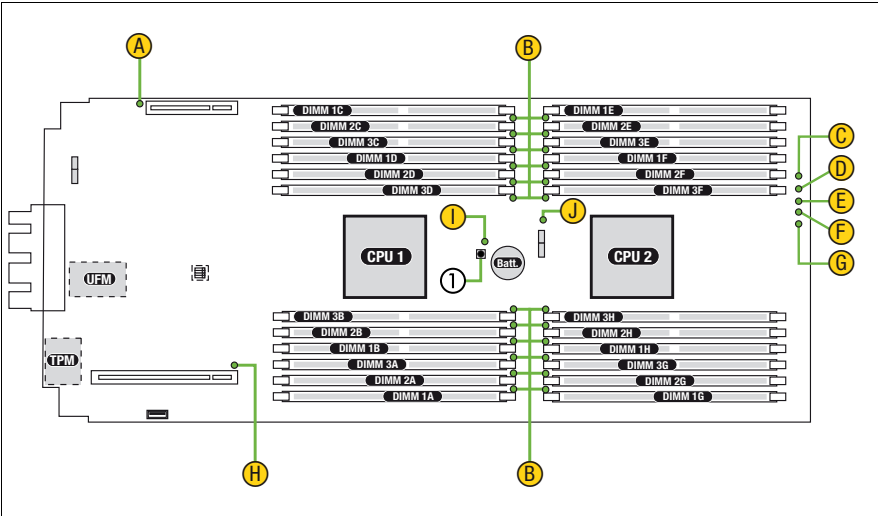 A
B
DIMM 1C
DIMM 1E
DIMM 2C
DIMM 2E
DIMM 3C
DIMM 3E
DIMM 1D
DIMM 1F
DIMM 2D
DIMM 2F
DIMM 3D
DIMM 3F
C
D
E
F
G
I
J
CPU 1
1
Batt.
CPU 2
UFM
TPM
DIMM 3B
DIMM 3H
DIMM 2B
DIMM 2H
DIMM 1B
DIMM 1H
DIMM 3A
DIMM 3G
DIMM 2A
DIMM 2G
DIMM 1A
DIMM 1G
H
B